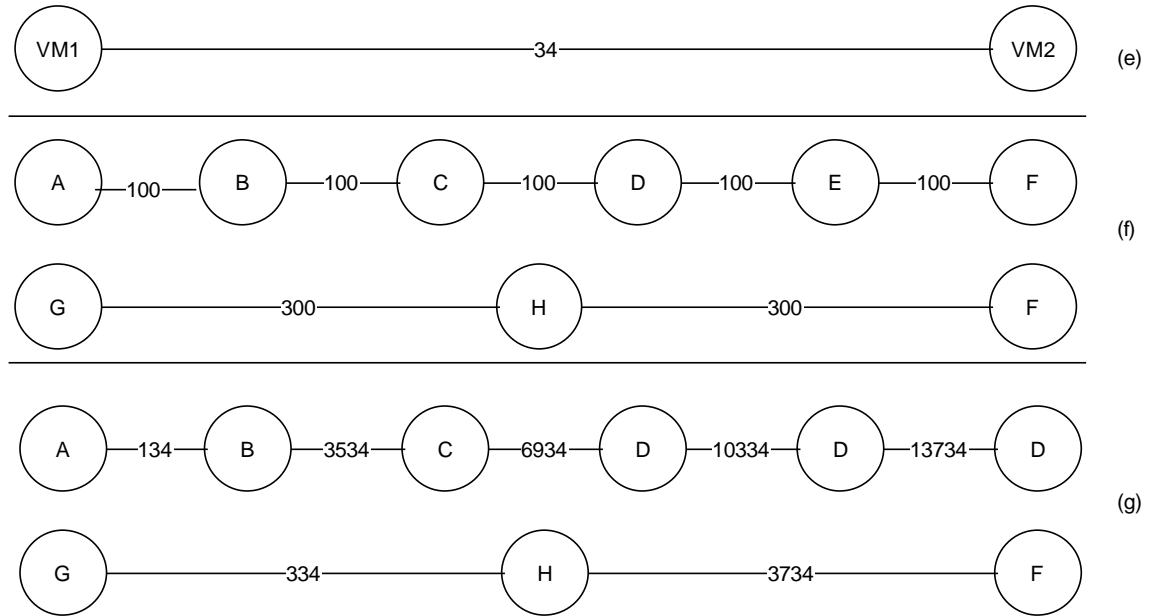 VM1 34 VM2 (e)
A 100 B 100 C 100 D 100 E 100 F
(f)
G 300 H 300 F
A 134 B 3534 C 6934 D 10334 D 13734 D
(g)
G 334 H 3734 F